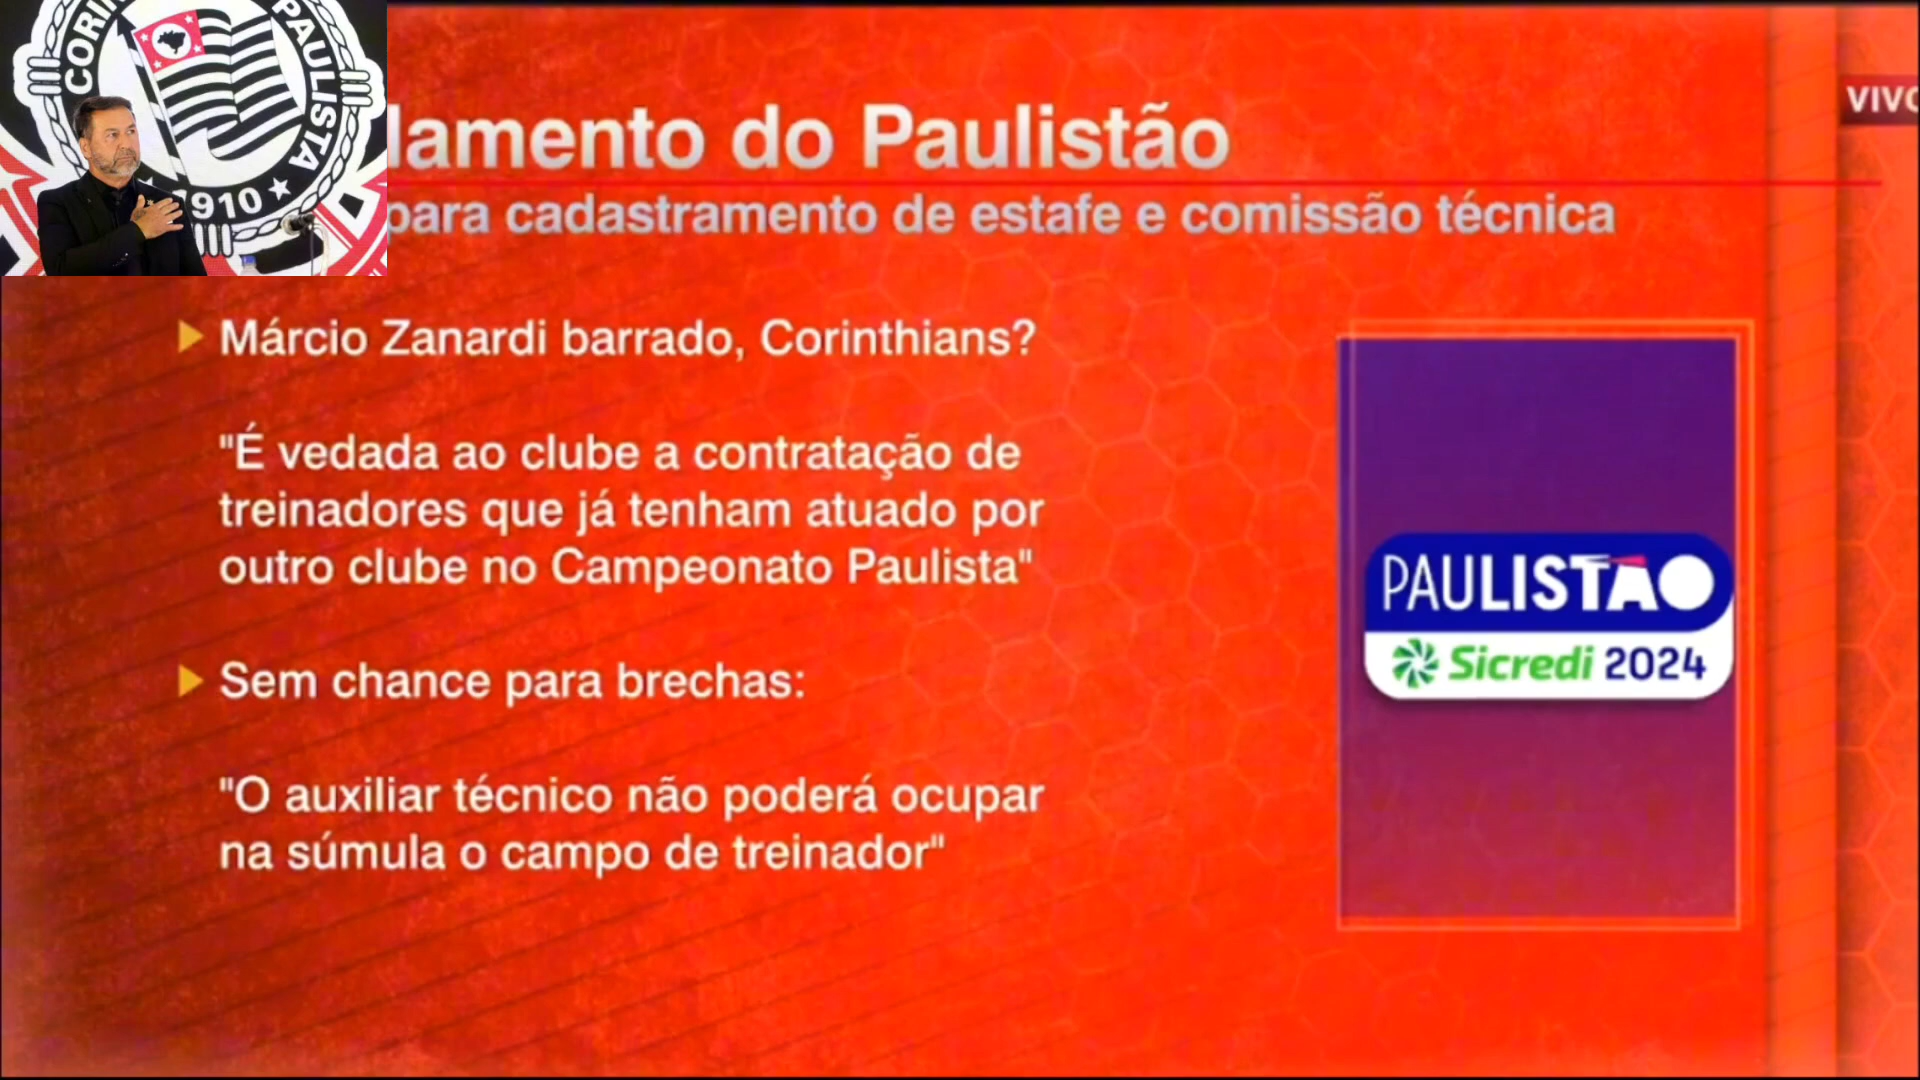 PAULISTA
1910
lamento do Paulistão
para cadastramento de estafe e comissão técnica
Márcio Zanardi barrado, Corinthians?
"É vedada ao clube a contratação de
treinadores que já tenham atuado por
outro clube no Campeonato Paulista"
Sem chance para brechas:
"O auxiliar técnico não poderá ocupar
na súmula o campo de treinador"
PAULISTÃO
Sicredi 2024